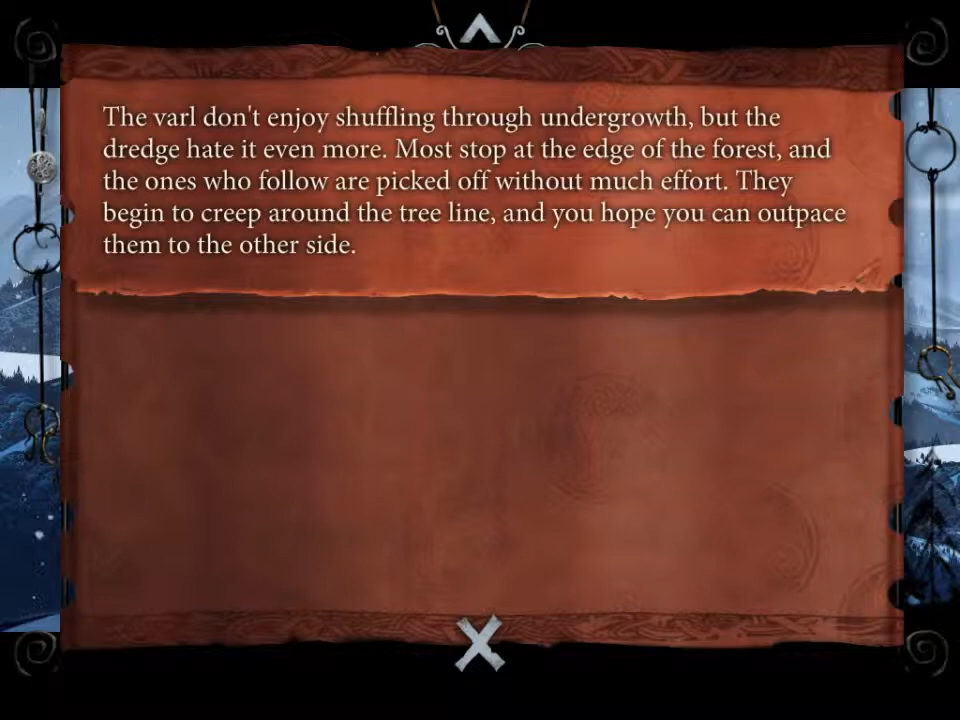 The varl don't enjoy shuffling through undergrowth, but the
dredge hate it even more. Most stop at the edge of the forest, and
the ones who follow are picked off without much effort. They
begin to creep around the tree line, and you hope you can outpace
them to the other side.